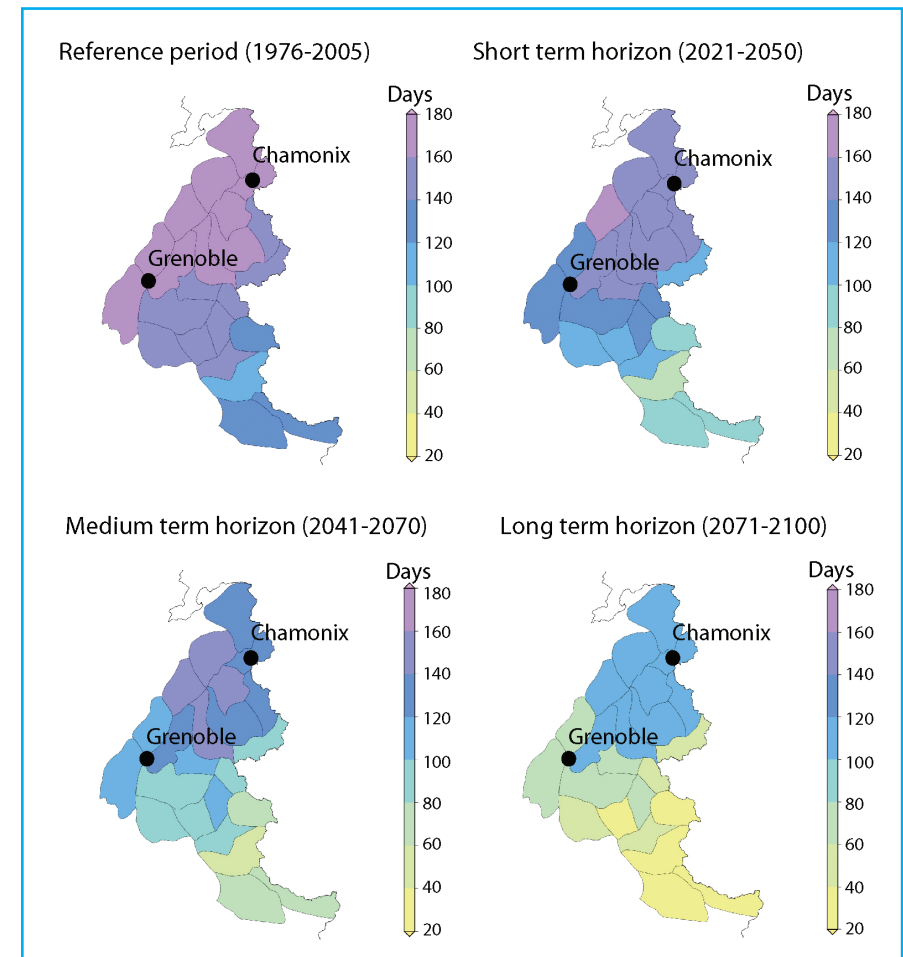 Reference period (1976-2005)
Days
180
160
140
120
100
80
60
40
20
Chamonix
Grenoble
Short term horizon (2021-2050)
Days
180
160
140
120
100
80
60
40
20
Chamonix
Grenoble
Medium term horizon (2041-2070)
Days
180
160
140
120
100
80
60
40
20
Chamonix
Grenoble
Long term horizon (2071-2100)
Days
180
160
140
120
100
80
60
40
20
Chamonix
Grenoble